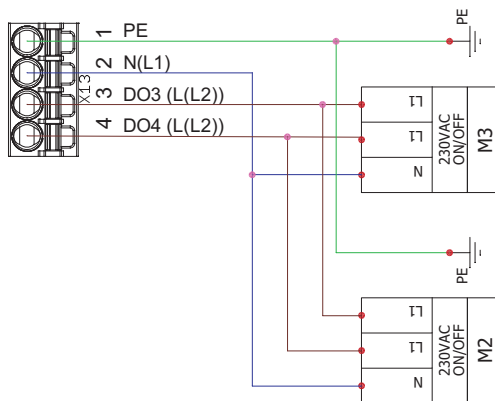 1 PE
2 N(L1)
3 DO3 (L(L2))
4 DO4 (L(L2))
X13
PE
L1
L1
N
230VAC
ON/OFF
M3
PE
L1
L1
N
230VAC
ON/OFF
M2